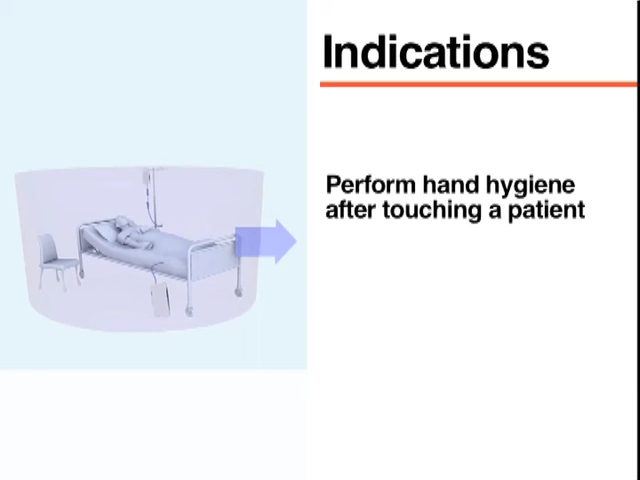 Indications
Perform hand hygiene
after touching a patient